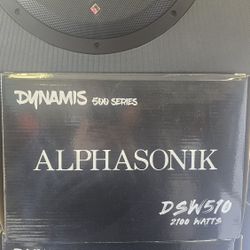 DYNAMIS 500 SERIES
ALPHASONIK
DSW510
2100 WATTS